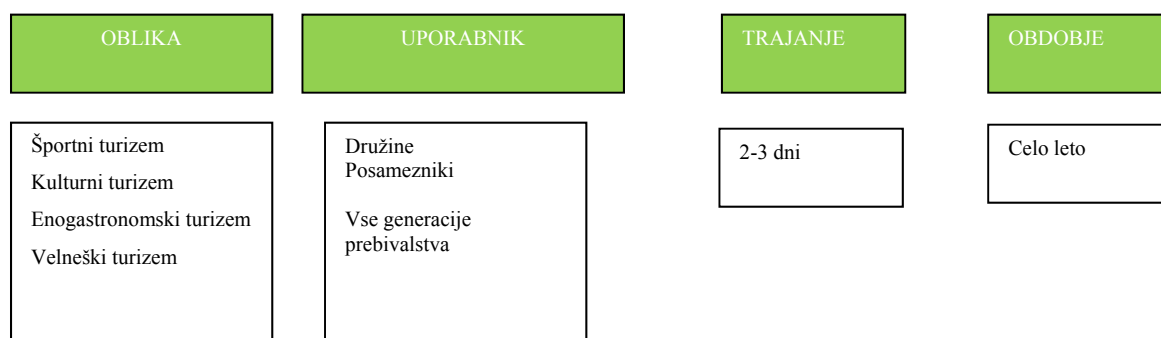 OBLIKA
UPORABNIK
TRAJANJE
OBDOBJE
Športni turizem
Kulturni turizem
Enogastronomski turizem
Velneški turizem
Družine
Posamezniki
Vse generacije
prebivalstva
2-3 dni
Celo leto